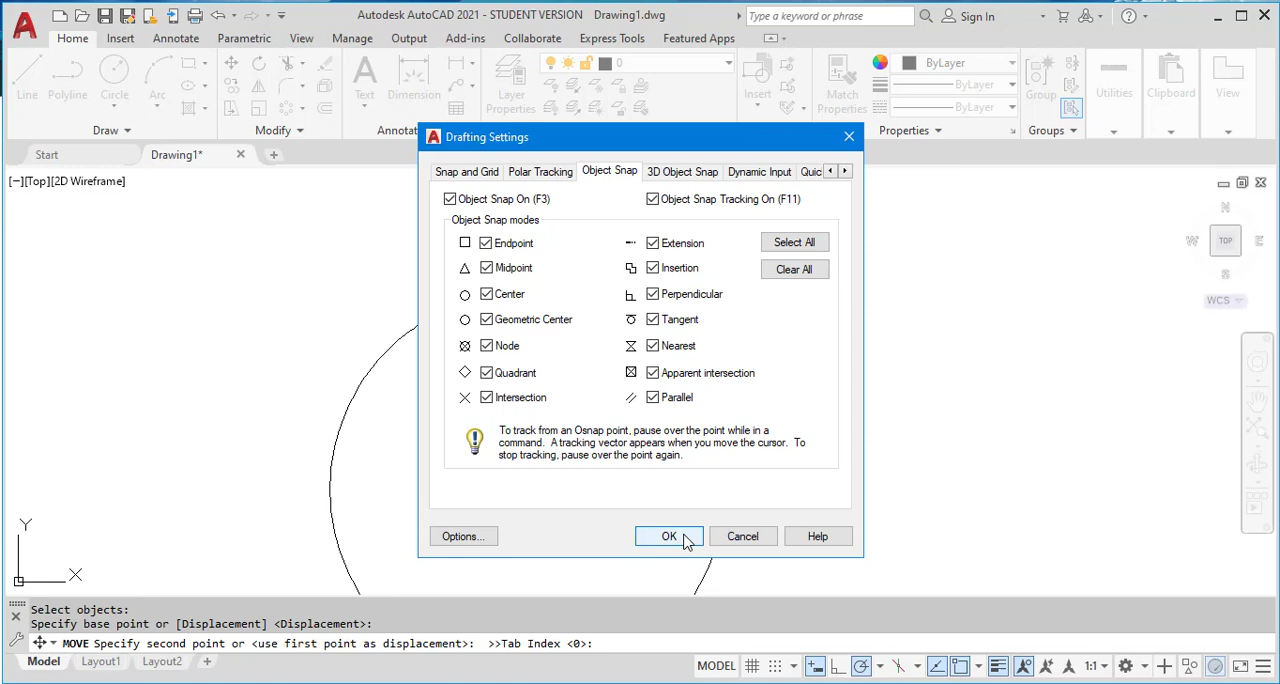 Autodesk AutoCAD 2021 - STUDENT VERSION Drawing1.dwg
Type a keyword or phrase
Sign In
Home Insert Annotate Parametric View Manage Output Add-ins Collaborate Express Tools Featured Apps
0
ByLayer
ByLayer
ByLayer
Line Polyline Circle Arc
Text Dimension
Layer
Properties
Insert
Match
Properties
Group
Utilities Clipboard View
Draw Modify Annotat
Properties Groups
Start Drawing1*
[−][Top][2D Wireframe]
Drafting Settings
Snap and Grid Polar Tracking Object Snap 3D Object Snap Dynamic Input Quic
Object Snap On (F3) Object Snap Tracking On (F11)
Object Snap modes
Endpoint Extension Select All
Midpoint Insertion Clear All
Center Perpendicular
Geometric Center Tangent
Node Nearest
Quadrant Apparent intersection
Intersection Parallel
To track from an Osnap point, pause over the point while in a
command. A tracking vector appears when you move the cursor. To
stop tracking, pause over the point again.
Options... OK Cancel Help
N
W TOP E
S
WCS
Y
X
Select objects:
Specify base point or [Displacement] <Displacement>:
MOVE Specify second point or <use first point as displacement>: >>Tab Index <0>:
Model Layout1 Layout2 +
MODEL 1:1